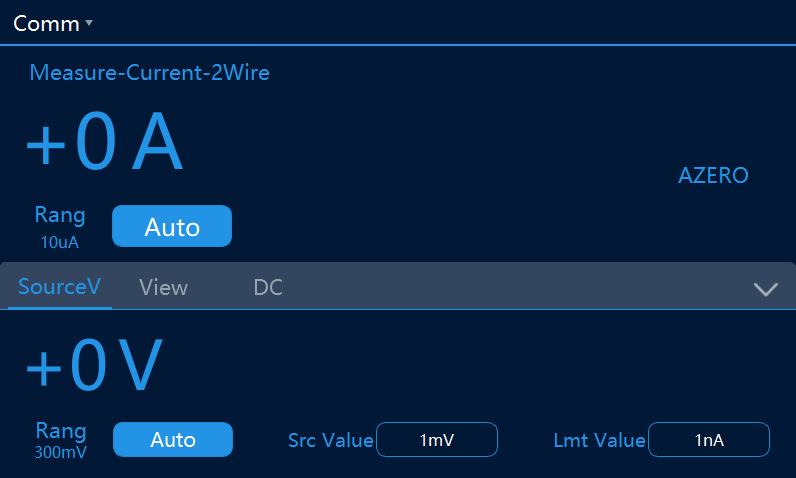 Comm
Measure-Current-2Wire
+0 A
AZERO
Rang
10uA
Auto
SourceV View DC
+0 V
Rang
300mV
Auto
Src Value 1mV
Lmt Value 1nA